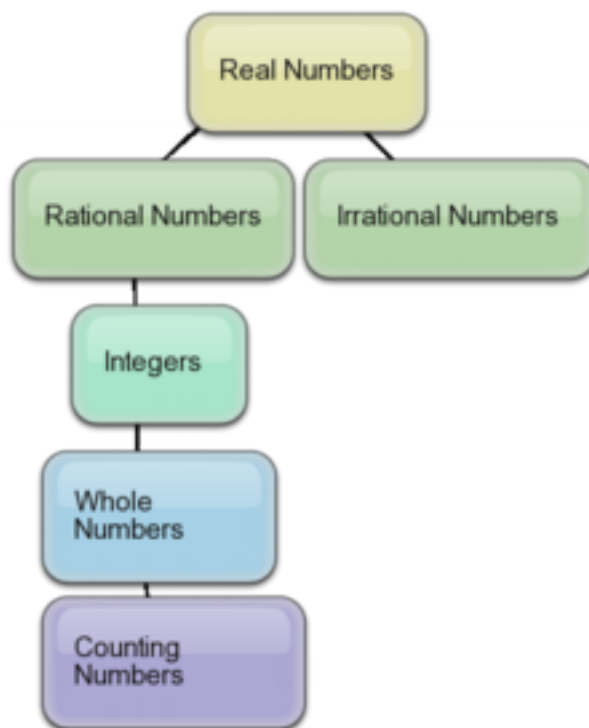 Real Numbers
Rational Numbers
Irrational Numbers
Integers
Whole
Numbers
Counting
Numbers